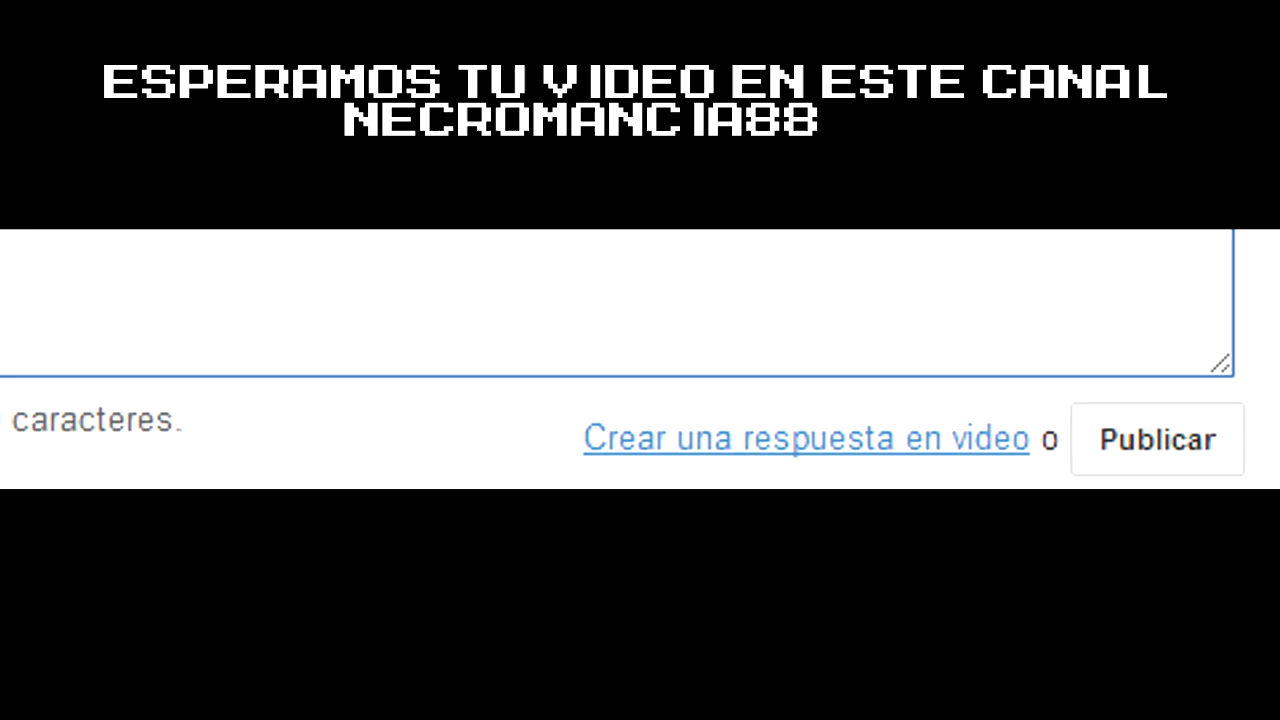 ESPERAMOS TU VIDEO EN ESTE CANAL
NECROMANCIA88
caracteres.
Crear una respuesta en video o Publicar